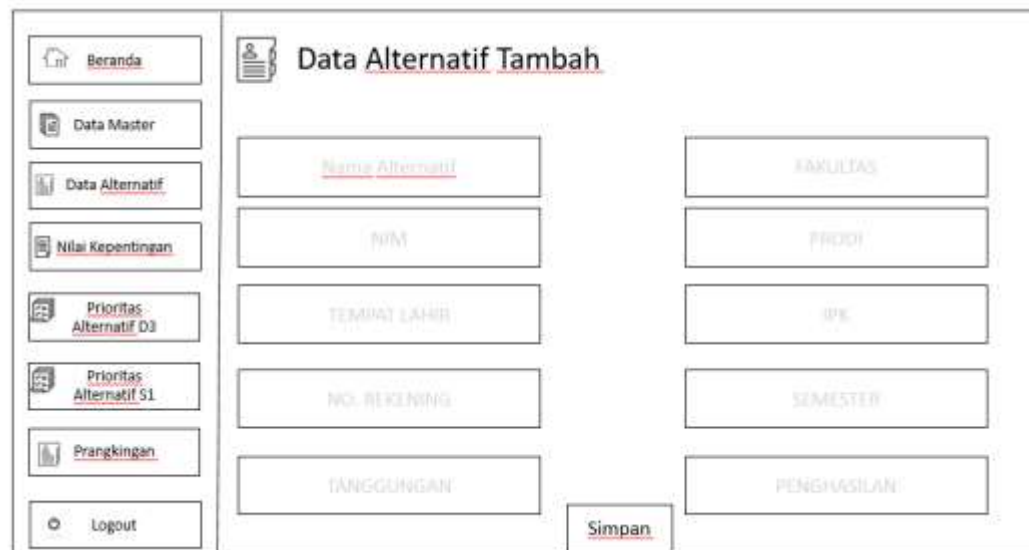 Beranda
Data Master
Data Alternatif
Nilai Kepentingan
Prioritas
Alternatif D3
Prioritas
Alternatif S1
Prangkingan
Logout
Data Alternatif Tambah
Nama Alternatif
FAKULTAS
NIM
PRODI
TEMPAT LAHIR
IPK
NO. REKENING
SEMESTER
TANGGUNGAN
PENGHASILAN
Simpan